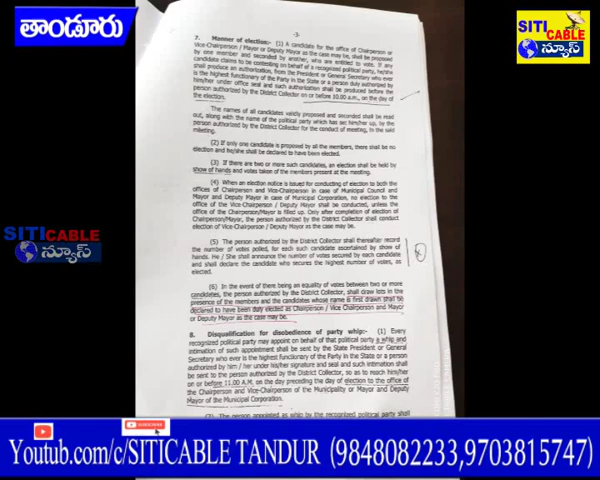 తాండూరు
SITI
CABLE
న్యూస్
-3-
7. Manner of election:- (1) A candidate for the office of Chairperson or
Vice-Chairperson / Mayor or Deputy Mayor as the case may be, shall be proposed
by one member and seconded by another, who are entitled to vote. If any
candidate claims to be contesting on behalf of a recognized political party, he/she
shall produce an authorization, from the President or General Secretary who ever
is the highest functionary of the Party in the State or a person duly authorized by
him/her under office seal and such authorization shall be produced before the
person authorized by the District Collector on or before 10.00 a.m., on the day of
the election.
The names of all candidates validly proposed and seconded shall be read
out, along with the name of the political party which has set him/her up, by the
person authorized by the District Collector for the conduct of meeting, in the said
meeting.
(2) If only one candidate is proposed by all the members, there shall be no
election and he/she shall be declared to have been elected.
(3) If there are two or more such candidates, an election shall be held by
show of hands and votes taken of the members present at the meeting.
(4) When an election notice is issued for conducting of election to both the
offices of Chairperson and Vice-Chairperson in case of Municipal Council and
Mayor and Deputy Mayor in case of Municipal Corporation, no election to the
office of the Vice-Chairperson / Deputy Mayor shall be conducted, unless the
office of the Chairperson/Mayor is filled up. Only after completion of election of
Chairperson/Mayor, the person authorized by the District Collector shall conduct
election of Vice-Chairperson / Deputy Mayor as the case may be.
SITI CABLE
న్యూస్
(5) The person authorized by the District Collector shall thereafter record
the number of votes polled, for each such candidate ascertained by show of
hands. He / She shall announce the number of votes secured by each candidate
and shall declare the candidate who secures the highest number of votes, as
elected.
(6) In the event of there being an equality of votes between two or more
candidates, the person authorized by the District Collector, shall draw lots in the
presence of the members and the candidates whose name is first drawn shall be
declared to have been duly elected as Chairperson / Vice Chairperson and Mayor
or Deputy Mayor as the case may be.
8. Disqualification for disobedience of party whip:- (1) Every
recognized political party may appoint on behalf of that political party a whip and
intimation of such appointment shall be sent by the State President or General
Secretary who ever is the highest functionary of the Party in the State or a person
authorized by him / her under his/her signature and seal and such intimation shall
be sent to the person authorized by the District Collector, so as to reach him/her
on or before 11.00 A.M. on the day preceding the day of election to the office of
the Chairperson and Vice-Chairperson of the Municipality or Mayor and Deputy
Mayor of the Municipal Corporation.
(2) The person appointed as whip by the recognized political party shall
SUBSCRIBE
Youtub.com/c/SITICABLE TANDUR (9848082233,9703815747)